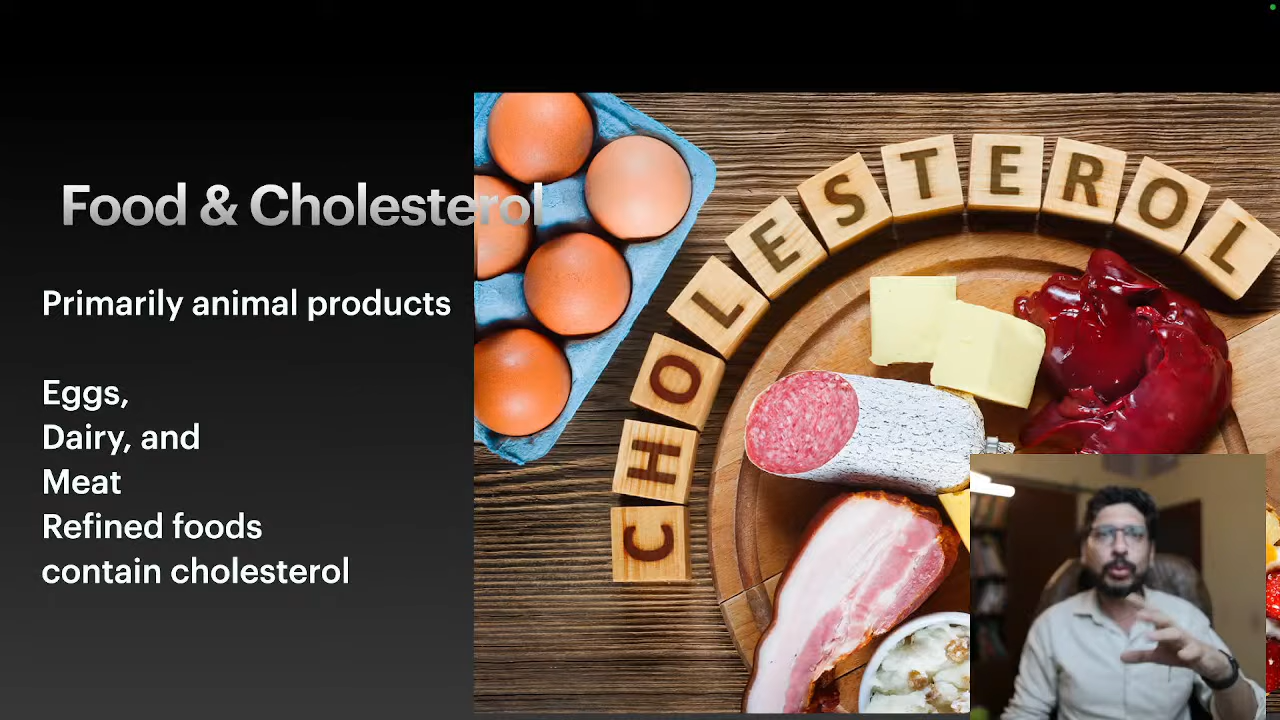 Food & Cholesterol
Primarily animal products
Eggs,
Dairy, and
Meat
Refined foods
contain cholesterol
CHOLESTEROL